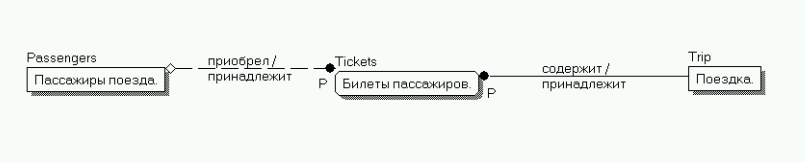 Passengers
Пассажиры поезда.
приобрел /
принадлежит
P
Tickets
Билеты пассажиров.
P
содержит /
принадлежит
Trip
Поездка.